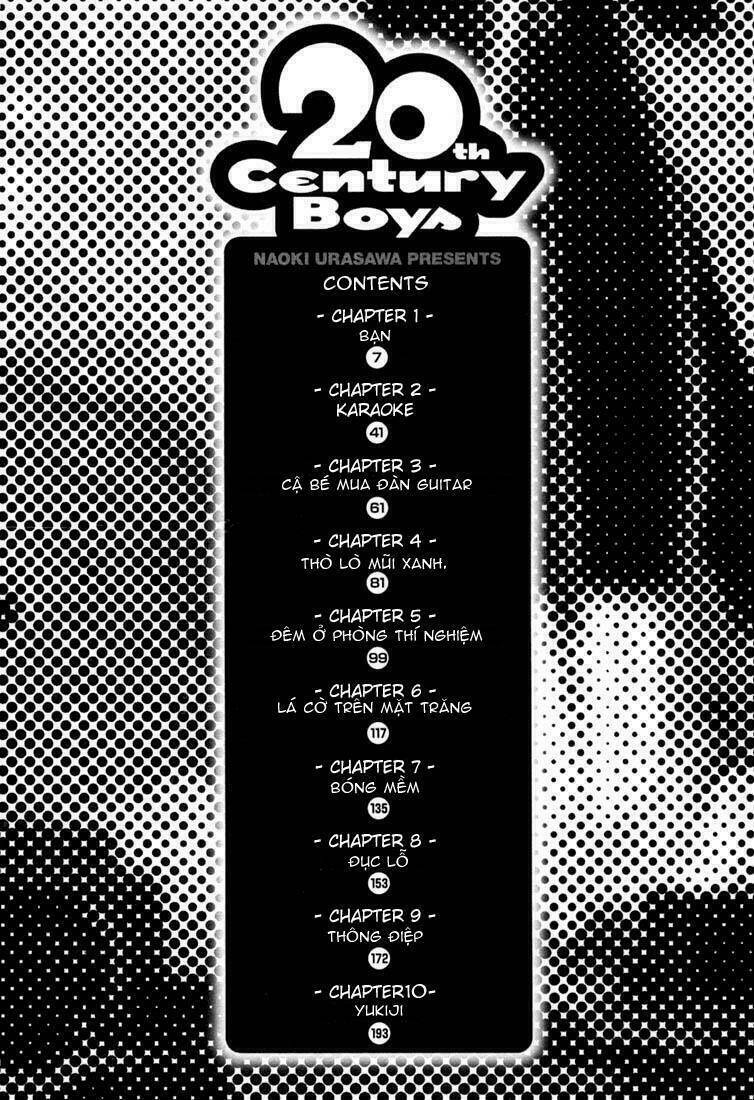 20th
Century
Boys
NAOKI URASAWA PRESENTS
CONTENTS
- CHAPTER 1 -
BẠN
7
- CHAPTER 2 -
KARAOKE
41
- CHAPTER 3 -
CẬ BÉ MUA ĐÀN GUITAR
61
- CHAPTER 4 -
THÒ LÒ MŨI XANH.
81
- CHAPTER 5 -
ĐÊM Ở PHÒNG THÍ NGHIỆM
99
- CHAPTER 6 -
LÁ CỜ TRÊN MẶT TRĂNG
117
- CHAPTER 7 -
BÓNG MỀM
135
- CHAPTER 8 -
ĐỤC LỖ
153
- CHAPTER 9 -
THÔNG ĐIỆP
172
- CHAPTER10-
YUKIJI
193